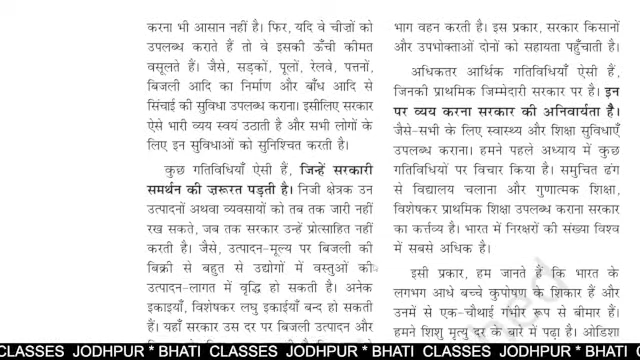 करना भी आसान नहीं है। फिर, यदि वे चीज़ों को
उपलब्ध कराते हैं तो वे इसकी ऊँची कीमत
वसूलते हैं। जैसे, सड़कों, पूलों, रेलवे, पत्तनों,
बिजली आदि का निर्माण और बाँध आदि से
सिंचाई की सुविधा उपलब्ध कराना। इसीलिए सरकार
ऐसे भारी व्यय स्वयं उठाती है और सभी लोगों के
लिए इन सुविधाओं को सुनिश्चित करती है।
कुछ गतिविधियाँ ऐसी हैं, जिन्हें सरकारी
समर्थन की ज़रूरत पड़ती है। निजी क्षेत्रक उन
उत्पादनों अथवा व्यवसायों को तब तक जारी नहीं
रख सकते, जब तक सरकार उन्हें प्रोत्साहित नहीं
करती है। जैसे, उत्पादन-मूल्य पर बिजली की
बिक्री से बहुत से उद्योगों में वस्तुओं की
उत्पादन-लागत में वृद्धि हो सकती है। अनेक
इकाइयाँ, विशेषकर लघु इकाईयाँ बन्द हो सकती
हैं। यहाँ सरकार उस दर पर बिजली उत्पादन और
भाग वहन करती है। इस प्रकार, सरकार किसानों
और उपभोक्ताओं दोनों को सहायता पहुँचाती है।
अधिकतर आर्थिक गतिविधियाँ ऐसी हैं,
जिनकी प्राथमिक जिम्मेदारी सरकार पर है। इन
पर व्यय करना सरकार की अनिवार्यता है।
जैसे-सभी के लिए स्वास्थ्य और शिक्षा सुविधाएँ
उपलब्ध कराना। हमने पहले अध्याय में कुछ
गतिविधियों पर विचार किया है। समुचित ढंग
से विद्यालय चलाना और गुणात्मक शिक्षा,
विशेषकर प्राथमिक शिक्षा उपलब्ध कराना सरकार
का कर्त्तव्य है। भारत में निरक्षरों की संख्या विश्व
में सबसे अधिक है।
इसी प्रकार, हम जानते हैं कि भारत के
लगभग आधे बच्चे कुपोषण के शिकार हैं और
उनमें से एक-चौथाई गंभीर रूप से बीमार हैं।
हमने शिशु मृत्यु दर के बारे में पढ़ा है। ओडिशा
CLASSES JODHPUR * BHATI CLASSES JODHPUR * BHATI CLASSES JODHPUR * BHATI